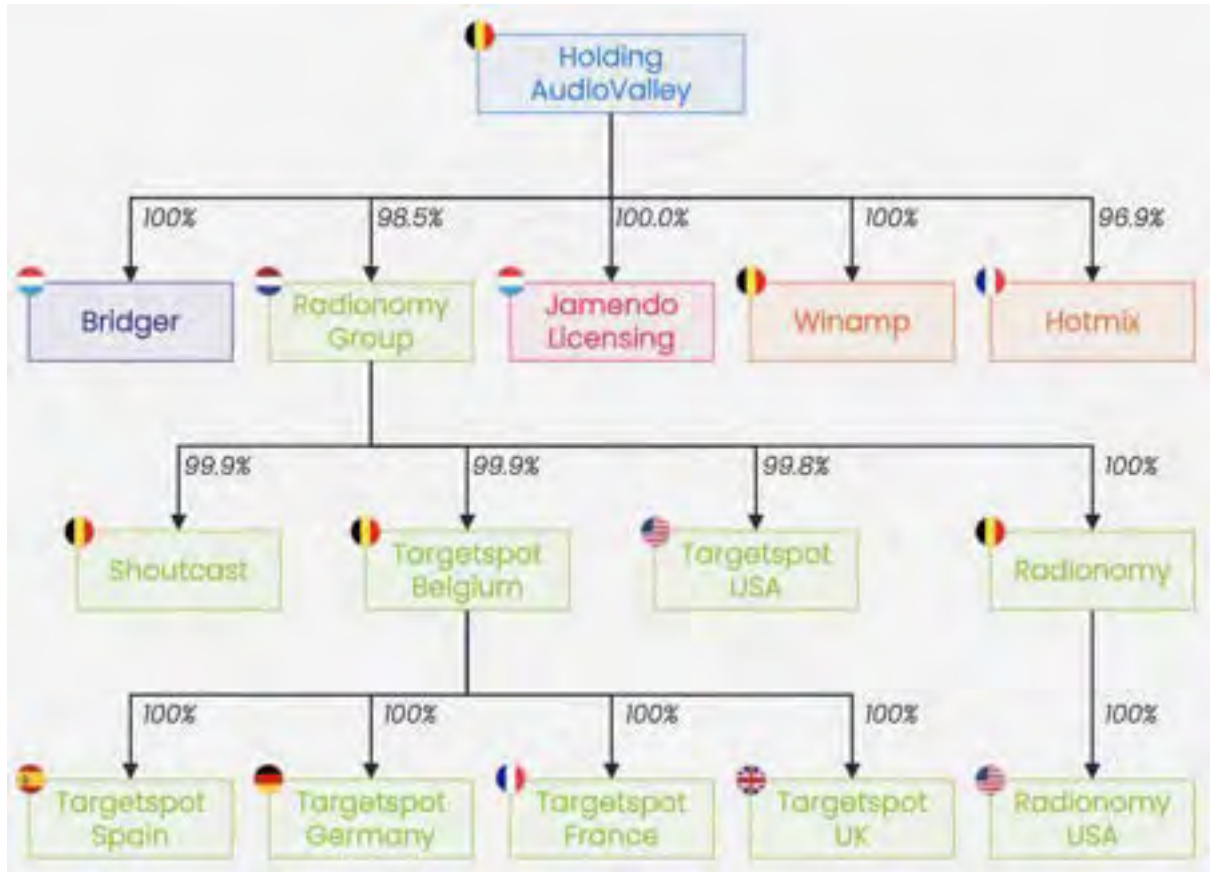 Holding
AudioValley
100%
98.5%
100.0%
100%
96.9%
Bridger
Radionomy
Group
Jamendo
Licensing
Winamp
Hotmix
99.9%
99.9%
99.8%
100%
Shoutcast
Targetspot
Belgium
Targetspot
USA
Radionomy
100%
100%
100%
100%
100%
Targetspot
Spain
Targetspot
Germany
Targetspot
France
Targetspot
UK
Radionomy
USA